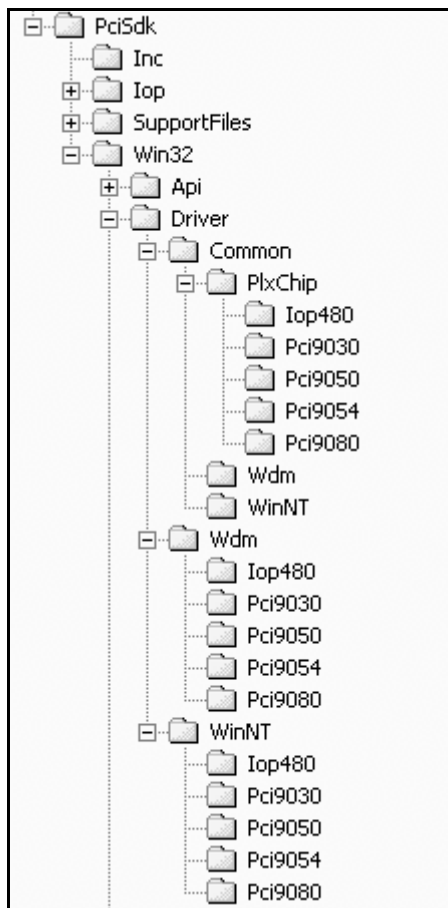 PciSdk
Inc
Iop
SupportFiles
Win32
Api
Driver
Common
PlxChip
Iop480
Pci9030
Pci9050
Pci9054
Pci9080
Wdm
WinNT
Wdm
Iop480
Pci9030
Pci9050
Pci9054
Pci9080
WinNT
Iop480
Pci9030
Pci9050
Pci9054
Pci9080